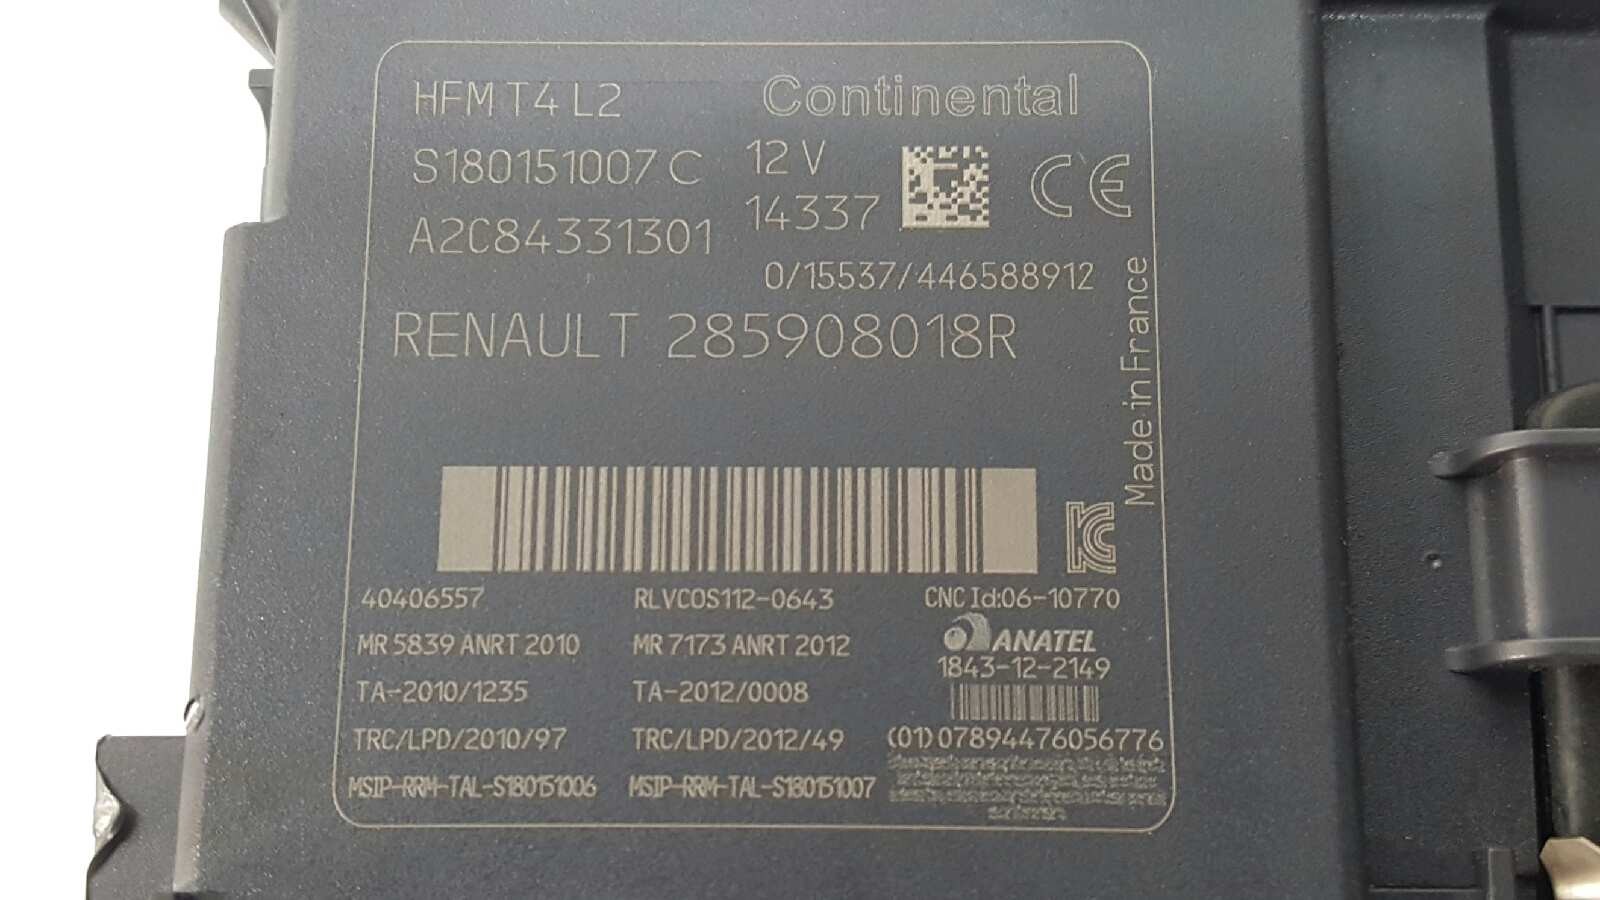 HFM T4 L2
Continental
S180151007 C
12 V
CE
A2C84331301
14337
0/15537/446588912
RENAULT 285908018R
Made in France
40406557
RLVCOS112-0643
CNC Id:06-10770
MR 5839 ANRT 2010
MR 7173 ANRT 2012
ANATEL
1843-12-2149
TA-2010/1235
TA-2012/0008
TRC/LPD/2010/97
TRC/LPD/2012/49
(01)07894476056776
MSIP-RRM-TAL-S180151006
MSIP-RRM-TAL-S180151007